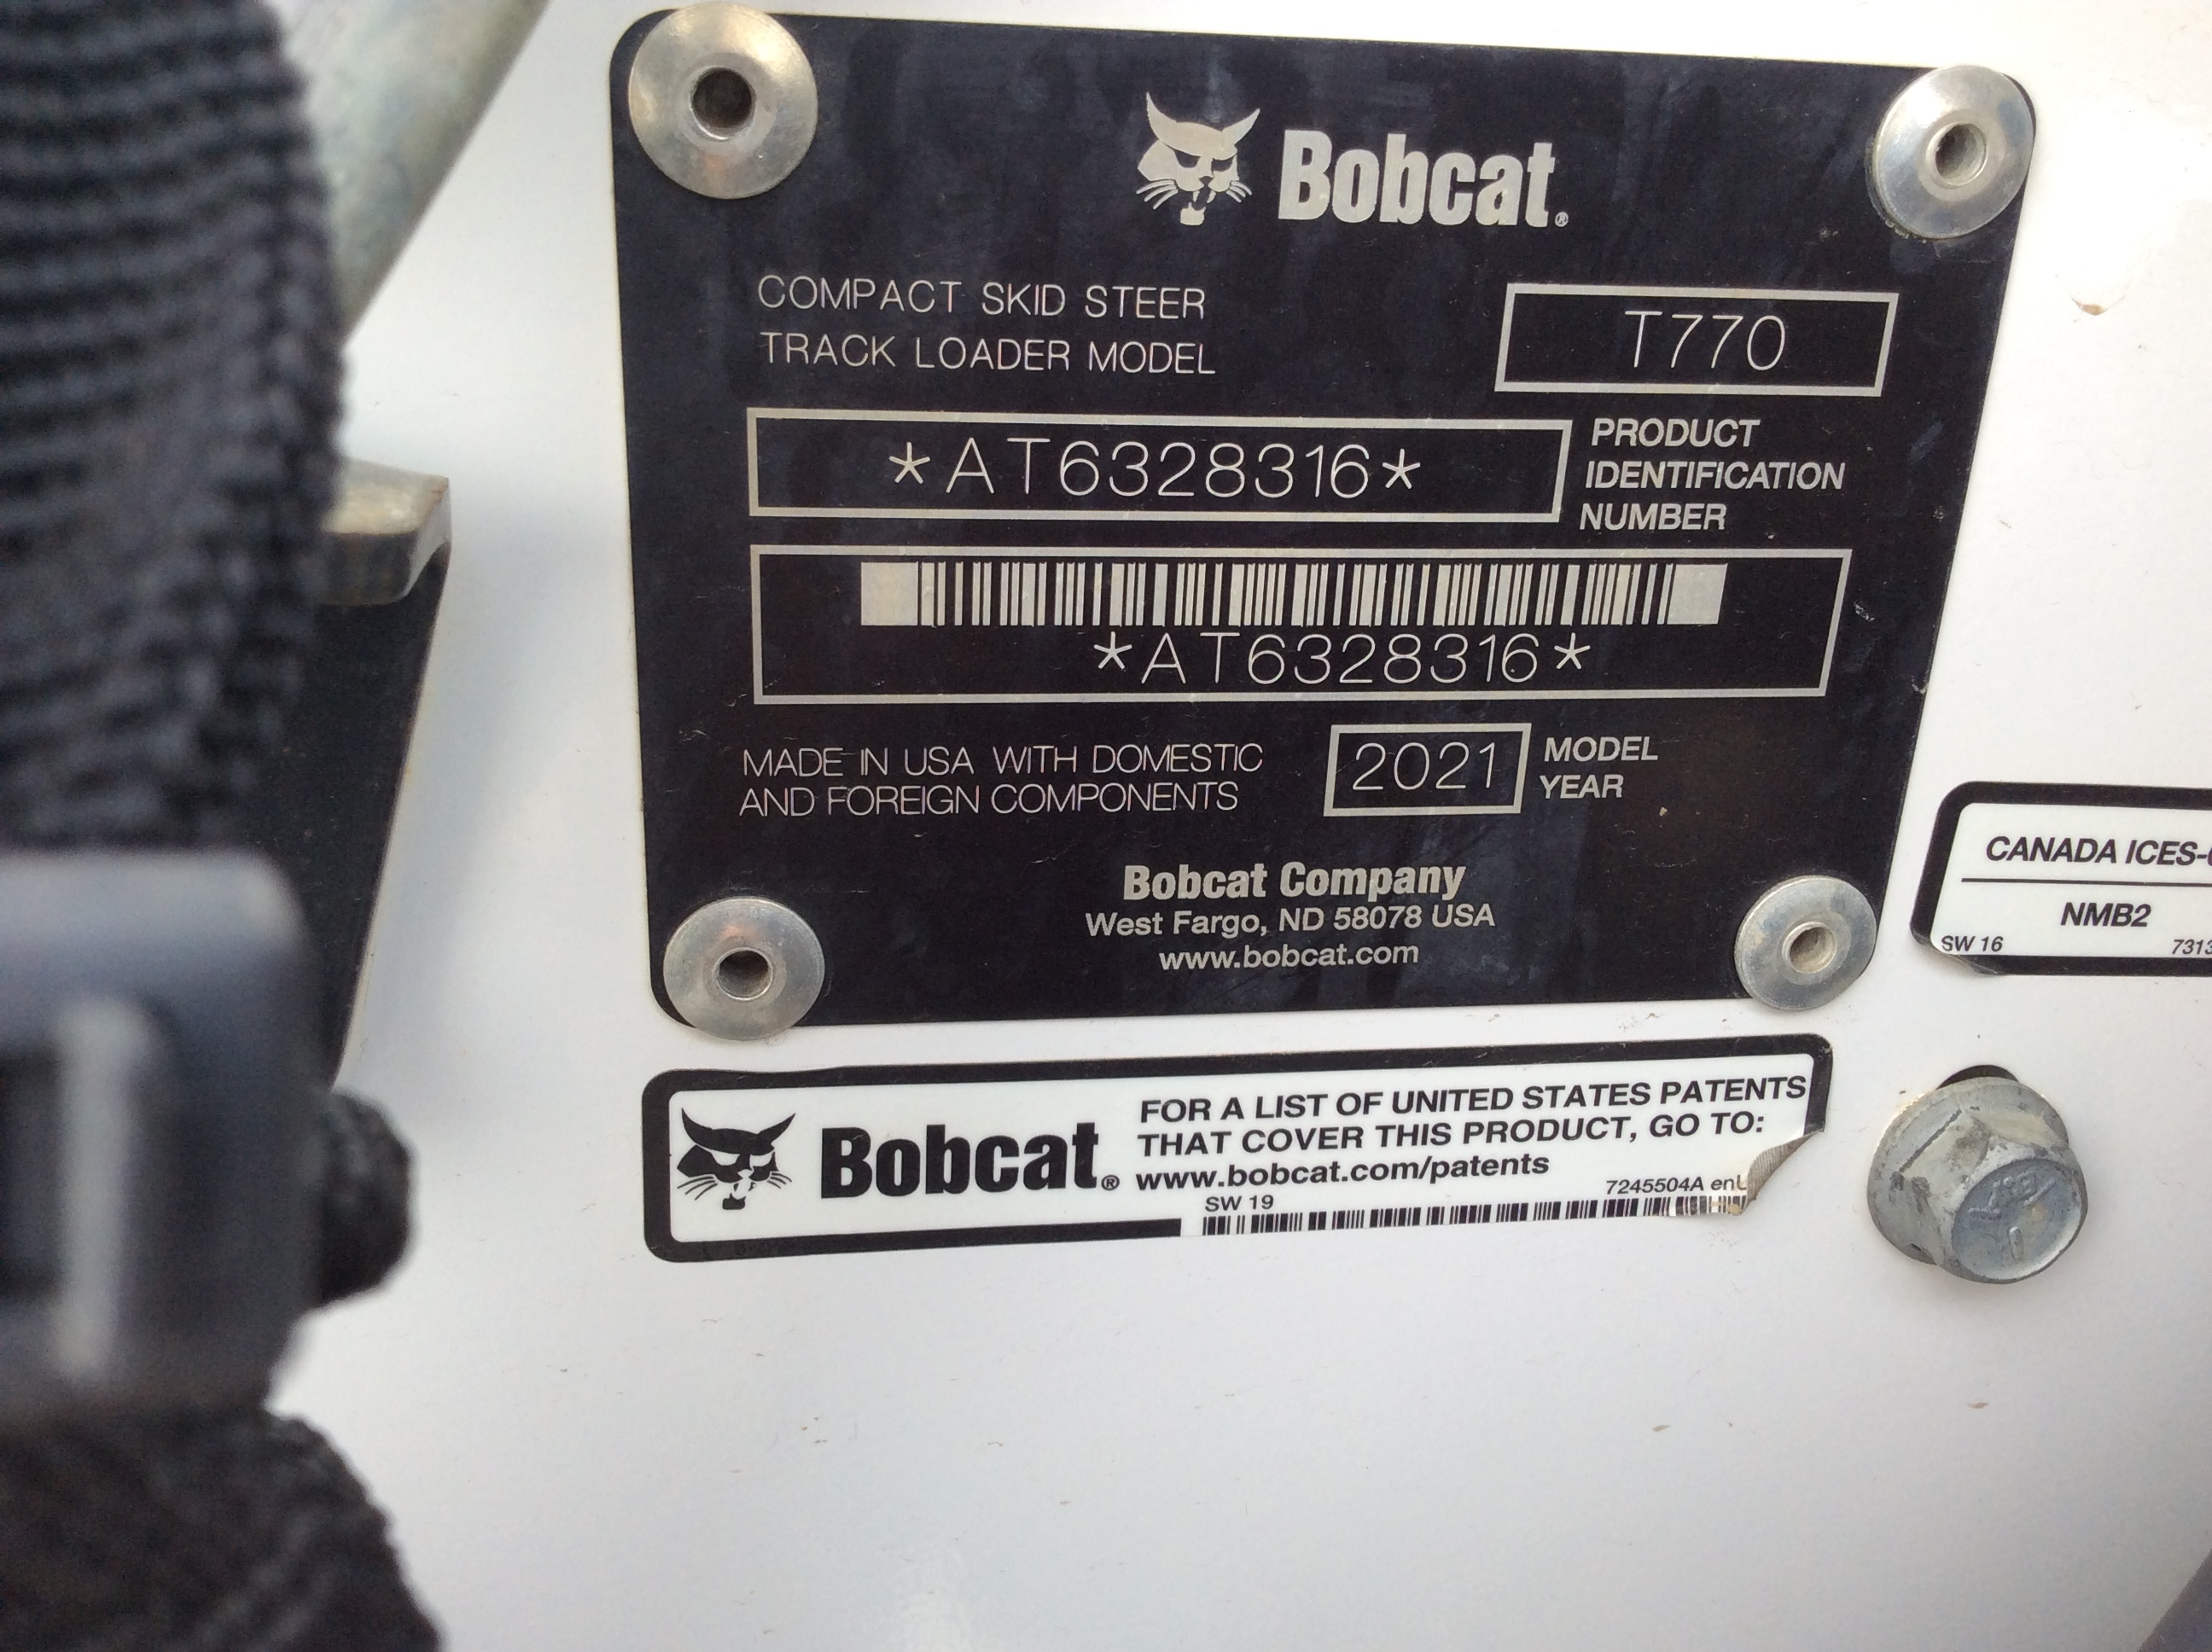 Bobcat®
COMPACT SKID STEER
TRACK LOADER MODEL
T770
*AT6328316*
PRODUCT
IDENTIFICATION
NUMBER
*AT6328316*
MADE IN USA WITH DOMESTIC
AND FOREIGN COMPONENTS
2021
MODEL
YEAR
Bobcat Company
West Fargo, ND 58078 USA
www.bobcat.com
CANADA ICES-
NMB2
SW 16
7313
Bobcat®
FOR A LIST OF UNITED STATES PATENTS
THAT COVER THIS PRODUCT, GO TO:
www.bobcat.com/patents
SW 19
7245504A enU